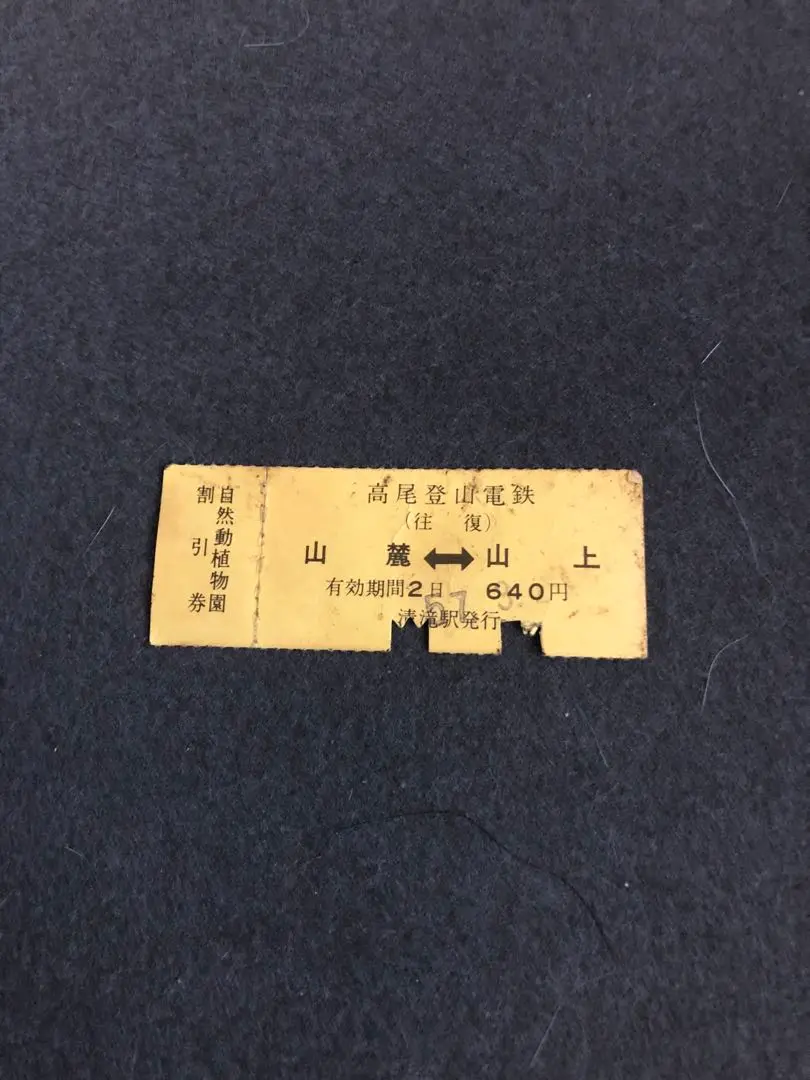 高尾登山電鉄
(往 復)
山 麓 ⟷ 山 上
有効期間2日 640円
清滝駅発行
57
自然動植物園
割引券